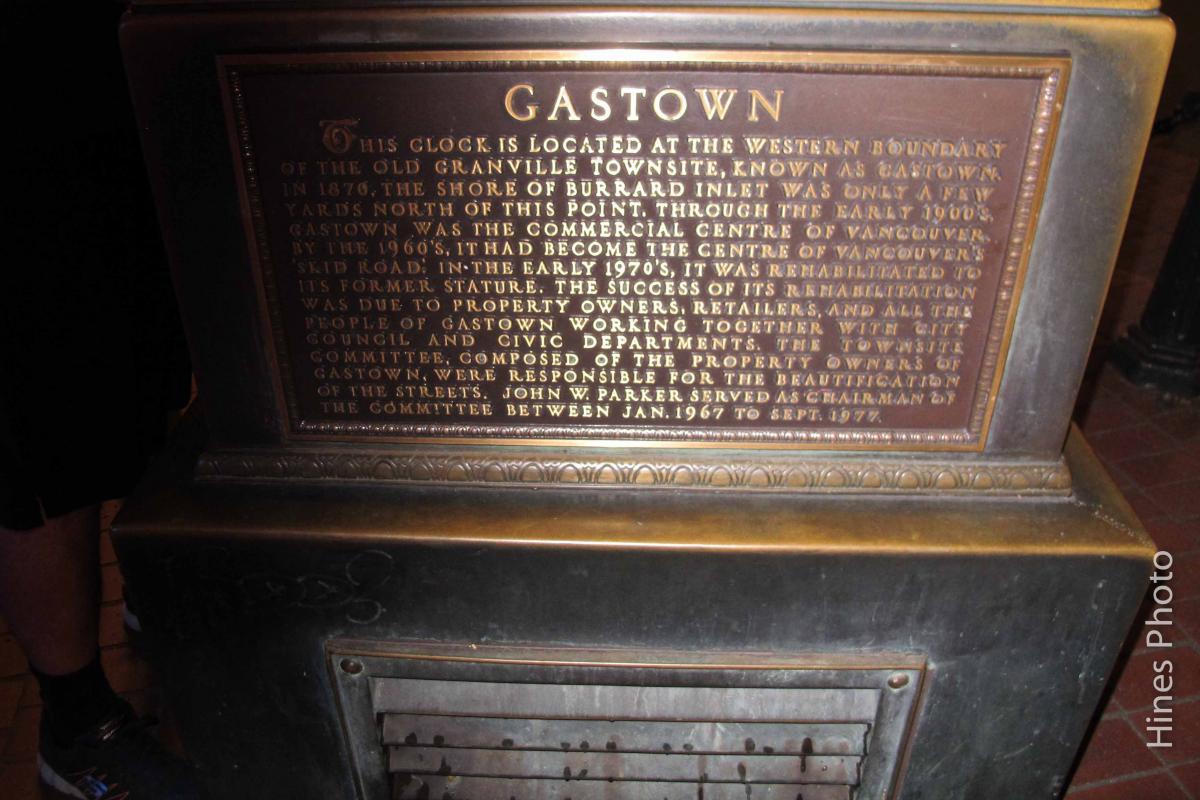 GASTOWN
THIS CLOCK IS LOCATED AT THE WESTERN BOUNDARY
OF THE OLD GRANVILLE TOWNSITE, KNOWN AS GASTOWN.
IN 1870, THE SHORE OF BURRARD INLET WAS ONLY A FEW
YARDS NORTH OF THIS POINT. THROUGH THE EARLY 1900'S,
GASTOWN WAS THE COMMERCIAL CENTRE OF VANCOUVER.
BY THE 1960'S, IT HAD BECOME THE CENTRE OF VANCOUVER'S
SKID ROAD. IN THE EARLY 1970'S, IT WAS REHABILITATED TO
ITS FORMER STATURE. THE SUCCESS OF ITS REHABILITATION
WAS DUE TO PROPERTY OWNERS, RETAILERS, AND ALL THE
PEOPLE OF GASTOWN WORKING TOGETHER WITH CITY
COUNCIL AND CIVIC DEPARTMENTS. THE TOWNSITE
COMMITTEE, COMPOSED OF THE PROPERTY OWNERS OF
GASTOWN, WERE RESPONSIBLE FOR THE BEAUTIFICATION
OF THE STREETS. JOHN W. PARKER SERVED AS CHAIRMAN OF
THE COMMITTEE BETWEEN JAN. 1967 TO SEPT. 1977.
Hines Photo